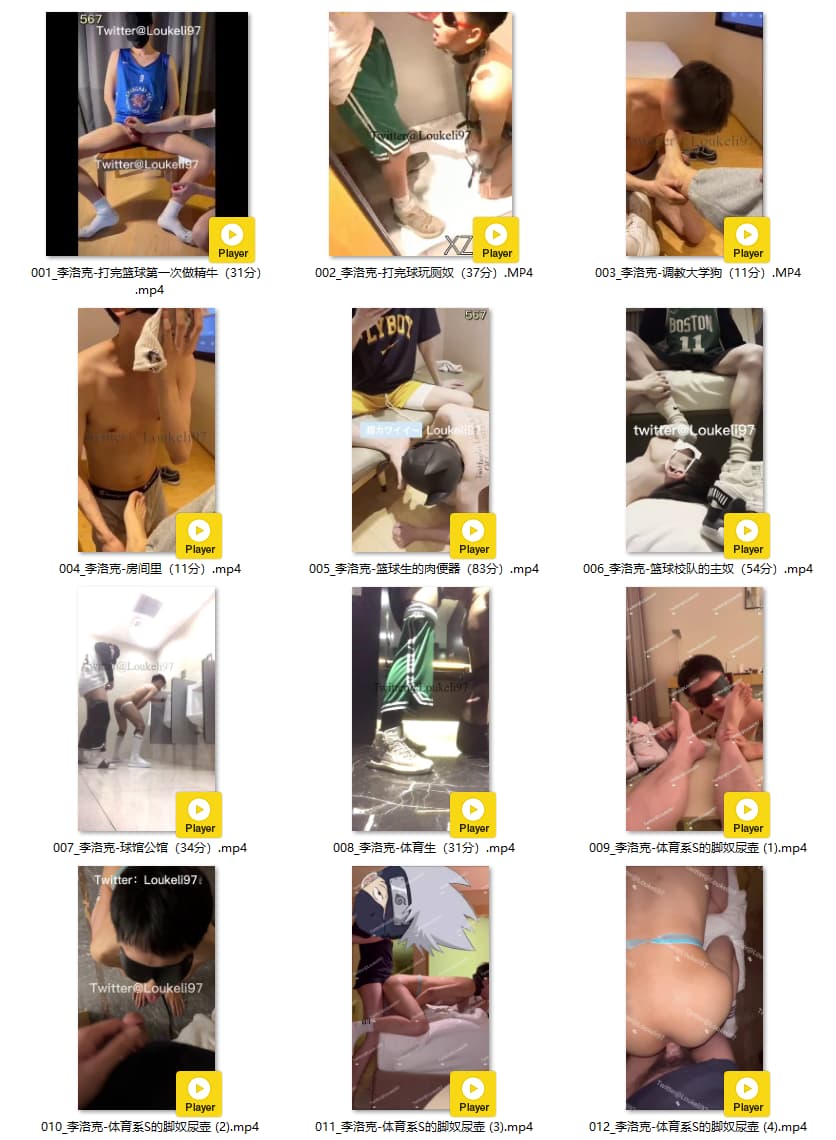 567
Twitter@Loukeli97
Twitter@Loukeli97
Player
001_李洛克-打完篮球第一次做精牛（31分）
.mp4
Twitter@Loukeli97
XZ
Player
002_李洛克-打完球玩厕奴（37分）.MP4
Twitter@Loukeli97
Player
003_李洛克-调教大学狗（11分）.MP4
Twitter@Loukeli97
Player
004_李洛克-房间里（11分）.mp4
567
LYBOY
Loukeli97
Player
005_李洛克-篮球生的肉便器（83分）.mp4
BOSTON
11
twitter@Loukeli97
Player
006_李洛克-篮球校队的主奴（54分）.mp4
Twitter@Loukeli97
Player
007_李洛克-球馆公馆（34分）.mp4
Twitter@Loukeli97
Player
008_李洛克-体育生（31分）.mp4
Player
009_李洛克-体育系S的脚奴尿壶 (1).mp4
Twitter：Loukeli97
Twitter@Loukeli97
Player
010_李洛克-体育系S的脚奴尿壶 (2).mp4
Player
011_李洛克-体育系S的脚奴尿壶 (3).mp4
Player
012_李洛克-体育系S的脚奴尿壶 (4).mp4